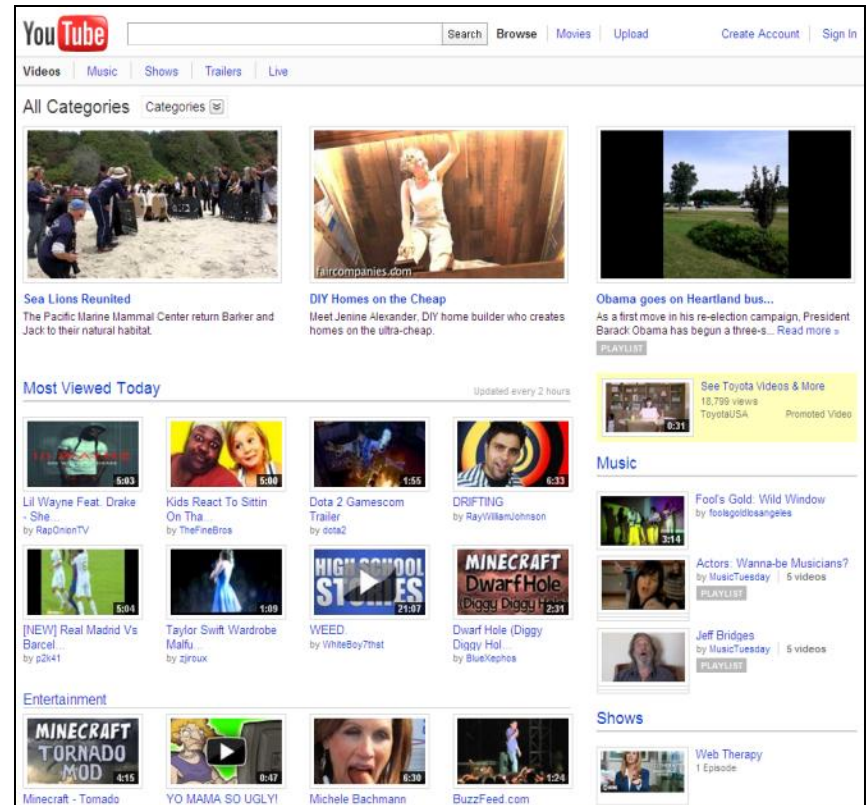 YouTube Search Browse Movies Upload Create Account Sign In
Videos Music Shows Trailers Live
All Categories Categories
faircompanies.com
Sea Lions Reunited
The Pacific Marine Mammal Center return Barker and
Jack to their natural habitat.
DIY Homes on the Cheap
Meet Jenine Alexander, DIY home builder who creates
homes on the ultra-cheap.
Obama goes on Heartland bus...
As a first move in his re-election campaign, President
Barack Obama has begun a three-s... Read more »
PLAYLIST
Most Viewed Today Updated every 2 hours
5:03
Lil Wayne Feat. Drake
- She...
by RapOnionTV
5:00
Kids React To Sittin
On Tha...
by TheFineBros
1:55
Dota 2 Gamescom
Trailer
by dota2
6:33
DRIFTING
by RayWilliamJohnson
5:04
[NEW] Real Madrid Vs
Barcel...
by p2k41
1:09
Taylor Swift Wardrobe
Malfu...
by zjroux
HIGH SCHOOL
STORIES
21:07
WEED.
by WhiteBoy7thst
MINECRAFT
Dwarf Hole
(Diggy Diggy Hole)
2:31
Dwarf Hole (Diggy
Diggy Hol...
by BlueXephos
Entertainment
MINECRAFT
TORNADO
MOD
4:15
Minecraft - Tornado
0:47
YO MAMA SO UGLY!
6:30
Michele Bachmann
1:24
BuzzFeed.com
0:31
See Toyota Videos & More
18,799 views
ToyotaUSA Promoted Video
Music
3:14
Fool's Gold: Wild Window
by foolsgoldlosangeles
Actors: Wanna-be Musicians?
by MusicTuesday 5 videos
PLAYLIST
Jeff Bridges
by MusicTuesday 5 videos
PLAYLIST
Shows
Web Therapy
1 Episode